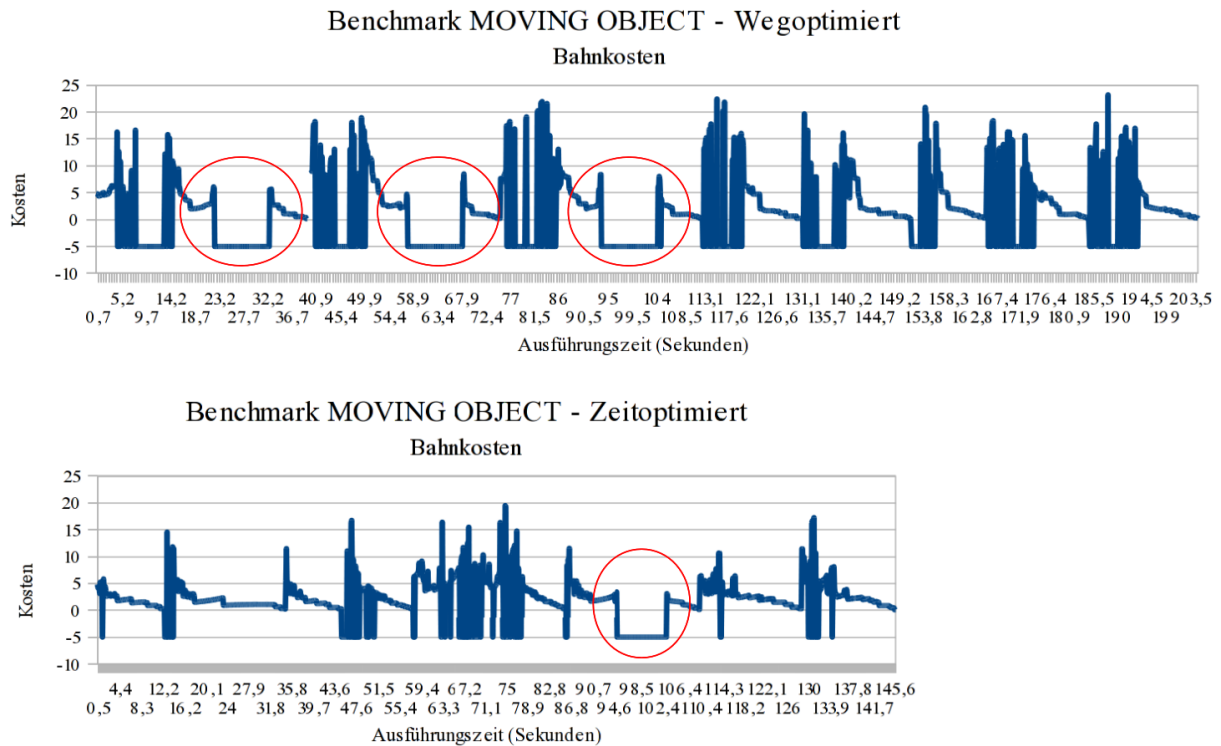 Benchmark MOVING OBJECT - Wegoptimiert
Bahnkosten
25
20
15
10
5
0
-5
-10
Kosten
5,2 14,2 23,2 32,2 40,9 49,9 58,9 67,9 77 86 95 104 113,1 122,1 131,1 140,2 149,2 158,3 167,4 176,4 185,5 194,5 203,5
0,7 9,7 18,7 27,7 36,7 45,4 54,4 63,4 72,4 81,5 90,5 99,5 108,5 117,6 126,6 135,7 144,7 153,8 162,8 171,9 180,9 190 199
Ausführungszeit (Sekunden)
Benchmark MOVING OBJECT - Zeitoptimiert
Bahnkosten
25
20
15
10
5
0
-5
-10
Kosten
4,4 12,2 20,1 27,9 35,8 43,6 51,5 59,4 67,2 75 82,8 90,7 98,5 106,4 114,3 122,1 130 137,8 145,6
0,5 8,3 16,2 24 31,8 39,7 47,6 55,4 63,3 71,1 78,9 86,8 94,6 102,4 110,4 118,2 126 133,9 141,7
Ausführungszeit (Sekunden)